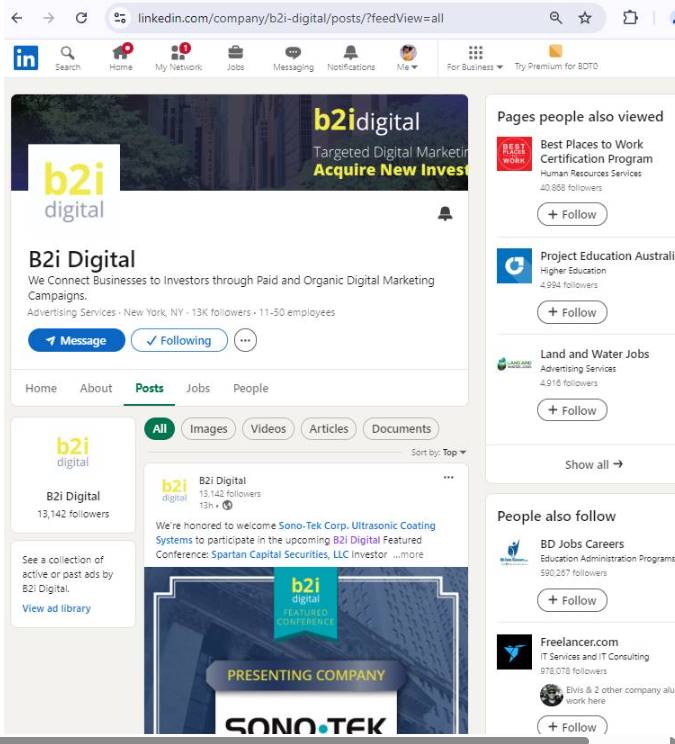 linkedin.com/company/b2i-digital/posts/?feedView=all
in
Search
Home
1
My Network
Jobs
Messaging
Notifications
Me
For Business
Try Premium for BDT0
b2idigital
Targeted Digital Marketin
Acquire New Invest
b2i
digital
B2i Digital
We Connect Businesses to Investors through Paid and Organic Digital Marketing
Campaigns.
Advertising Services · New York, NY · 13K followers · 11-50 employees
Message
Following
Home
About
Posts
Jobs
People
b2i
digital
B2i Digital
13,142 followers
See a collection of
active or past ads by
B2i Digital.
View ad library
All
Images
Videos
Articles
Documents
Sort by: Top
b2i
digital
B2i Digital
13,142 followers
13h •
We're honored to welcome Sono-Tek Corp. Ultrasonic Coating
Systems to participate in the upcoming B2i Digital Featured
Conference: Spartan Capital Securities, LLC Investor ...more
b2i
digital
FEATURED
CONFERENCE
PRESENTING COMPANY
SONO•TEK
Pages people also viewed
BEST
PLACES
TO
WORK
Best Places to Work
Certification Program
Human Resources Services
40,868 followers
+ Follow
Project Education Australi
Higher Education
4,994 followers
+ Follow
Land and Water Jobs
Advertising Services
4,916 followers
+ Follow
Show all →
People also follow
BD Jobs Careers
Education Administration Programs
590,267 followers
+ Follow
Freelancer.com
IT Services and IT Consulting
978,078 followers
Elvis & 2 other company alu
work here
+ Follow